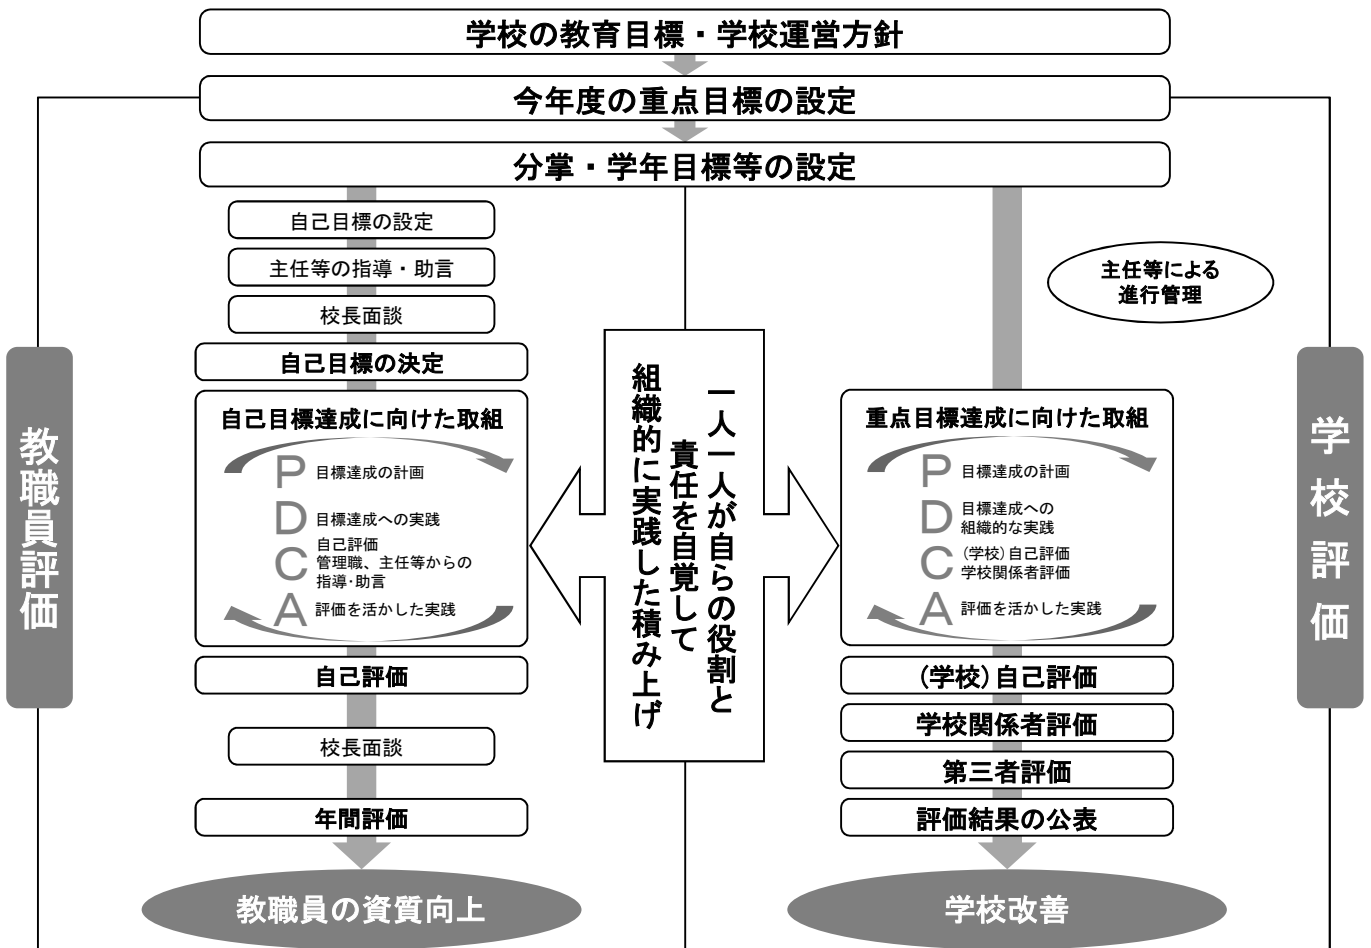 学校の教育目標・学校運営方針
今年度の重点目標の設定
分掌・学年目標等の設定
教職員評価
自己目標の設定
主任等の指導・助言
校長面談
自己目標の決定
自己目標達成に向けた取組
P 目標達成の計画
D 目標達成への実践
C 自己評価
管理職、主任等からの
指導・助言
A 評価を活かした実践
自己評価
校長面談
年間評価
教職員の資質向上
一人一人が自らの役割と
責任を自覚して
組織的に実践した積み上げ
主任等による
進行管理
重点目標達成に向けた取組
P 目標達成の計画
D 目標達成への
組織的な実践
C (学校)自己評価
学校関係者評価
A 評価を活かした実践
(学校)自己評価
学校関係者評価
第三者評価
評価結果の公表
学校改善
学校評価